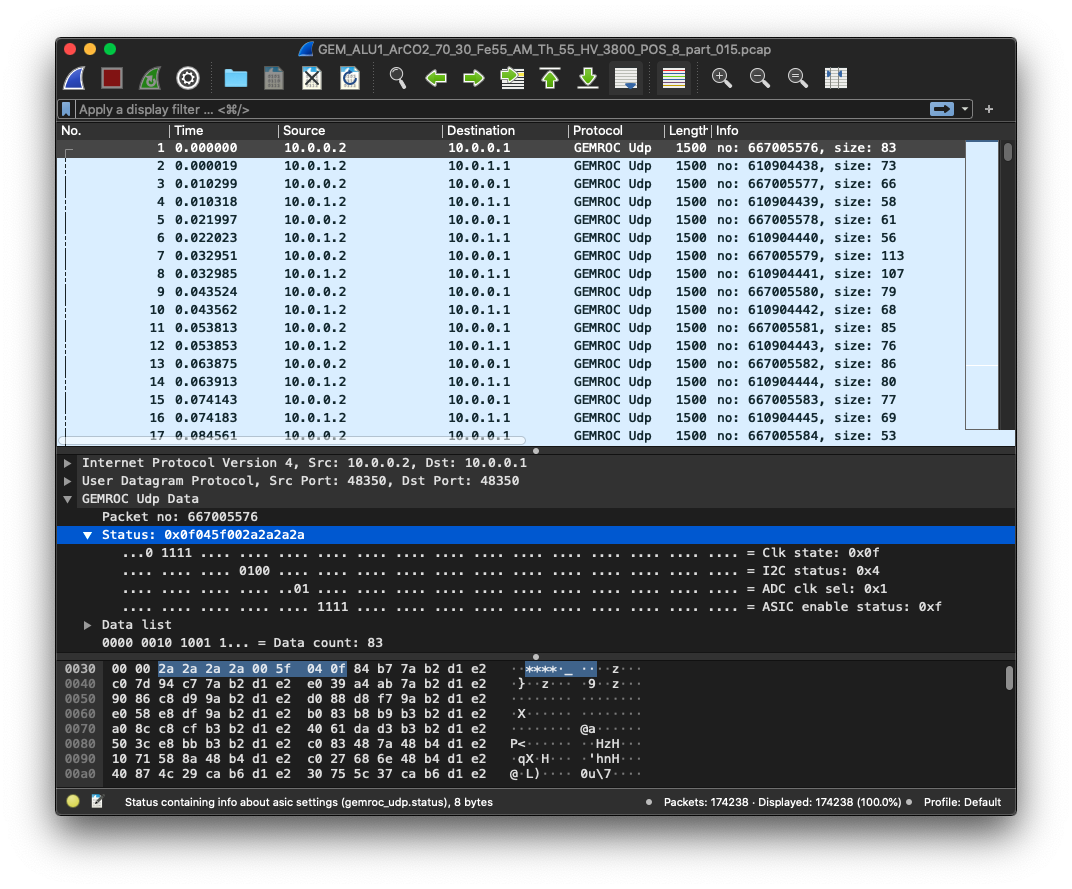 GEM_ALU1_ArCO2_70_30_Fe55_AM_Th_55_HV_3800_POS_8_part_015.pcap
Apply a display filter … <⌘/>
No. Time Source Destination Protocol Length Info
1 0.000000 10.0.0.2 10.0.0.1 GEMROC Udp 1500 no: 667005576, size: 83
2 0.000019 10.0.1.2 10.0.1.1 GEMROC Udp 1500 no: 610904438, size: 73
3 0.010299 10.0.0.2 10.0.0.1 GEMROC Udp 1500 no: 667005577, size: 66
4 0.010318 10.0.1.2 10.0.1.1 GEMROC Udp 1500 no: 610904439, size: 58
5 0.021997 10.0.0.2 10.0.0.1 GEMROC Udp 1500 no: 667005578, size: 61
6 0.022023 10.0.1.2 10.0.1.1 GEMROC Udp 1500 no: 610904440, size: 56
7 0.032951 10.0.0.2 10.0.0.1 GEMROC Udp 1500 no: 667005579, size: 113
8 0.032985 10.0.1.2 10.0.1.1 GEMROC Udp 1500 no: 610904441, size: 107
9 0.043524 10.0.0.2 10.0.0.1 GEMROC Udp 1500 no: 667005580, size: 79
10 0.043562 10.0.1.2 10.0.1.1 GEMROC Udp 1500 no: 610904442, size: 68
11 0.053813 10.0.0.2 10.0.0.1 GEMROC Udp 1500 no: 667005581, size: 85
12 0.053853 10.0.1.2 10.0.1.1 GEMROC Udp 1500 no: 610904443, size: 76
13 0.063875 10.0.0.2 10.0.0.1 GEMROC Udp 1500 no: 667005582, size: 86
14 0.063913 10.0.1.2 10.0.1.1 GEMROC Udp 1500 no: 610904444, size: 80
15 0.074143 10.0.0.2 10.0.0.1 GEMROC Udp 1500 no: 667005583, size: 77
16 0.074183 10.0.1.2 10.0.1.1 GEMROC Udp 1500 no: 610904445, size: 69
17 0.084561 10.0.0.2 10.0.0.1 GEMROC Udp 1500 no: 667005584, size: 53
Internet Protocol Version 4, Src: 10.0.0.2, Dst: 10.0.0.1
User Datagram Protocol, Src Port: 48350, Dst Port: 48350
GEMROC Udp Data
Packet no: 667005576
Status: 0x0f045f002a2a2a2a
...0 1111 .... .... .... .... .... .... .... .... .... .... .... .... .... .... = Clk state: 0x0f
.... .... .... 0100 .... .... .... .... .... .... .... .... .... .... .... .... = I2C status: 0x4
.... .... .... .... ..01 .... .... .... .... .... .... .... .... .... .... .... = ADC clk sel: 0x1
.... .... .... .... .... 1111 .... .... .... .... .... .... .... .... .... .... = ASIC enable status: 0xf
Data list
0000 0010 1001 1... = Data count: 83
0030 00 00 2a 2a 2a 2a 00 5f 04 0f 84 b7 7a b2 d1 e2 ··****·_ ····z···
0040 c0 7d 94 c7 7a b2 d1 e2 e0 39 a4 ab 7a b2 d1 e2 ·}··z··· ·9··z···
0050 90 86 c8 d9 9a b2 d1 e2 d0 88 d8 f7 9a b2 d1 e2 ········ ········
0060 e0 58 e8 df 9a b2 d1 e2 b0 83 b8 b9 b3 b2 d1 e2 ·X······ ········
0070 a0 8c c8 cf b3 b2 d1 e2 40 61 da d3 b3 b2 d1 e2 ········ @a······
0080 50 3c e8 bb b3 b2 d1 e2 c0 83 48 7a 48 b4 d1 e2 P<······ ··HzH···
0090 10 71 58 8a 48 b4 d1 e2 c0 27 68 6e 48 b4 d1 e2 ·qX·H··· ·'hnH···
00a0 40 87 4c 29 ca b6 d1 e2 30 75 5c 37 ca b6 d1 e2 @·L)···· 0u\7····
Status containing info about asic settings (gemroc_udp.status), 8 bytes
Packets: 174238 · Displayed: 174238 (100.0%)
Profile: Default